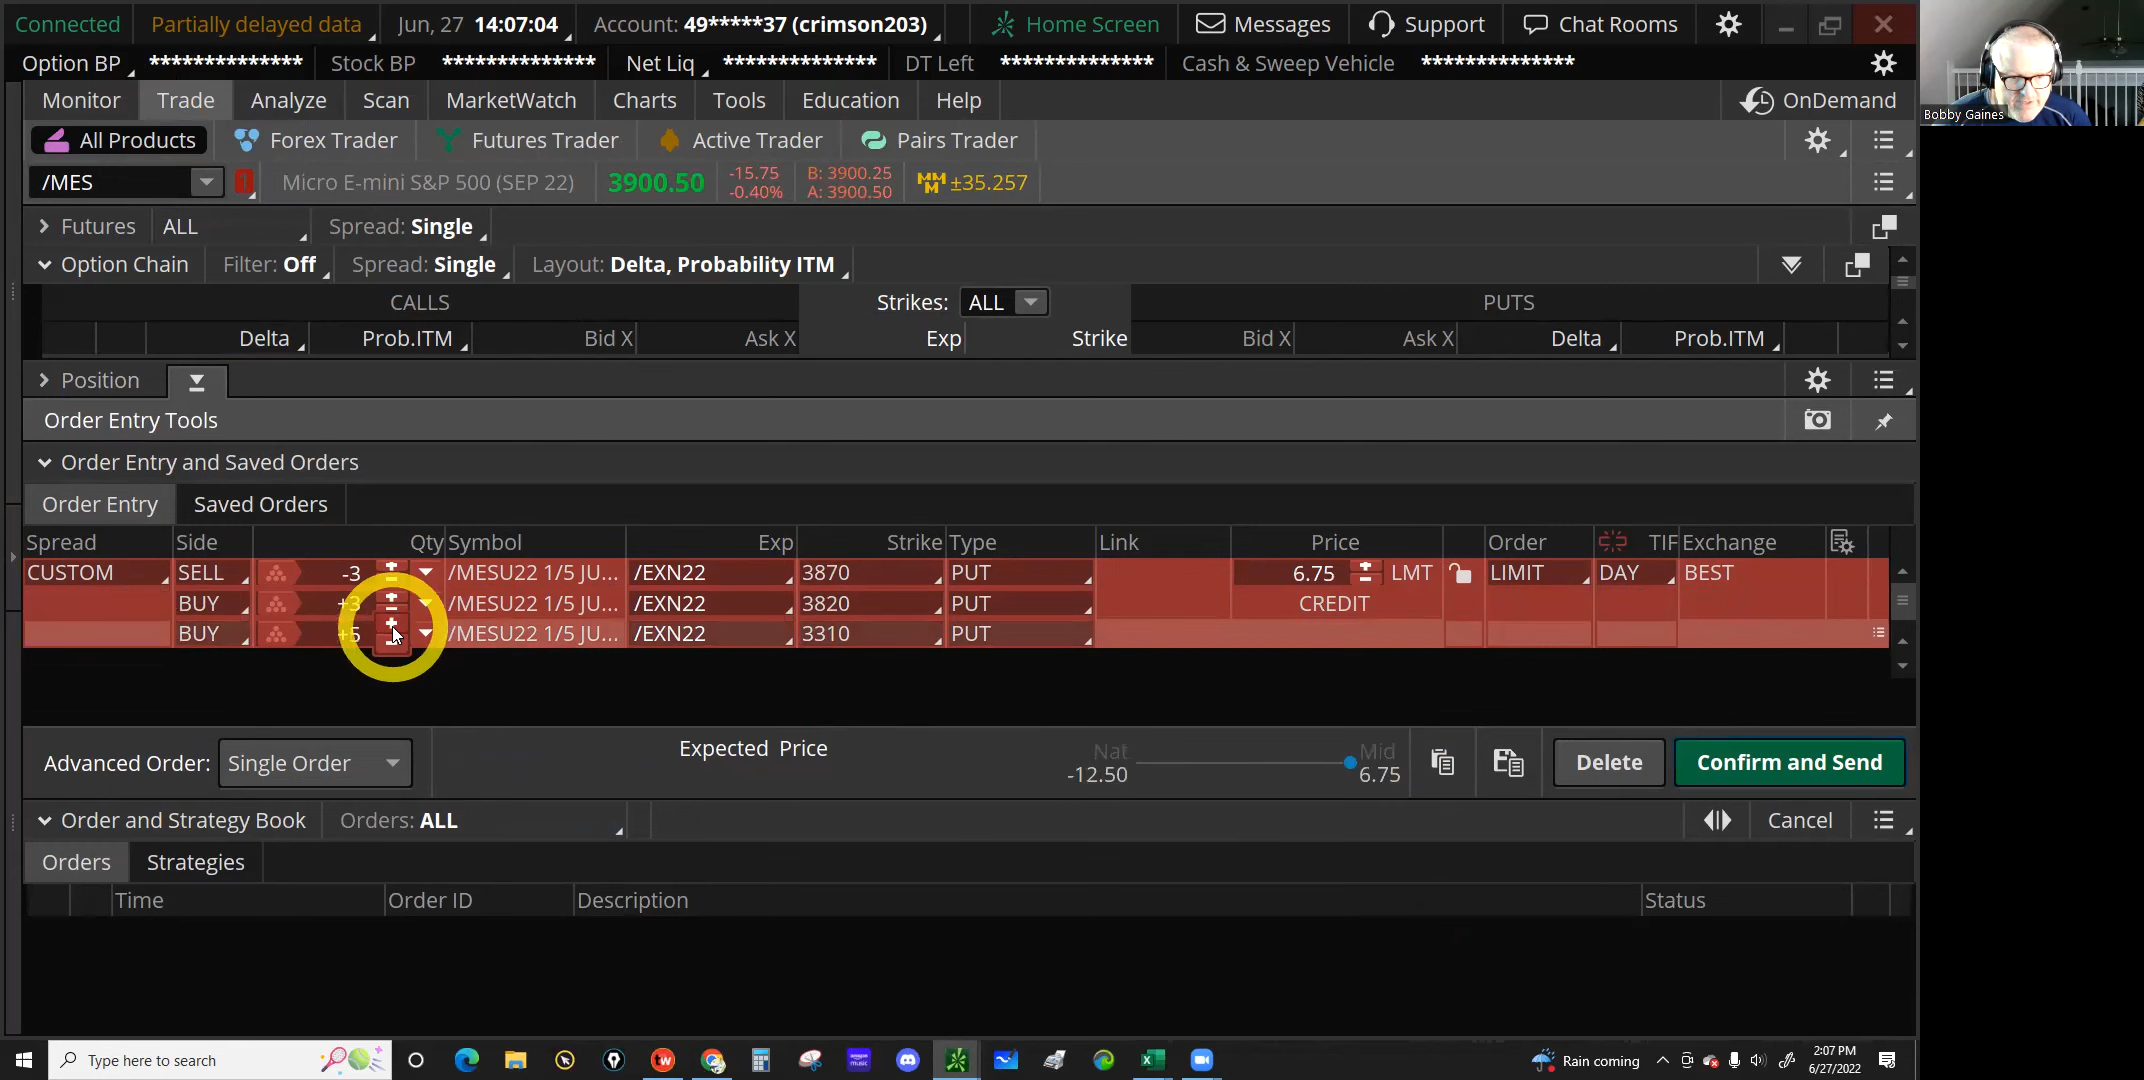 Connected Partially delayed data Jun, 27 14:07:04 Account: 49*****37 (crimson203) Home Screen Messages Support Chat Rooms
Option BP ************** Stock BP ************** Net Liq ************** DT Left ************** Cash & Sweep Vehicle **************
Bobby Gaines
Monitor Trade Analyze Scan MarketWatch Charts Tools Education Help OnDemand
All Products Forex Trader Futures Trader Active Trader Pairs Trader
/MES 1 Micro E-mini S&P 500 (SEP 22) 3900.50 -15.75 B: 3900.25 ±35.257
-0.40% A: 3900.50
Futures ALL Spread: Single
Option Chain Filter: Off Spread: Single Layout: Delta, Probability ITM
CALLS Strikes: ALL PUTS
Delta Prob.ITM Bid X Ask X Exp Strike Bid X Ask X Delta Prob.ITM
Position
Order Entry Tools
Order Entry and Saved Orders
Order Entry Saved Orders
Spread Side Qty Symbol Exp Strike Type Link Price Order TIF Exchange
CUSTOM SELL -3 /MESU22 1/5 JU... /EXN22 3870 PUT 6.75 LMT LIMIT DAY BEST
BUY +3 /MESU22 1/5 JU... /EXN22 3820 PUT CREDIT
BUY +5 /MESU22 1/5 JU... /EXN22 3310 PUT
Advanced Order: Single Order Expected Price Nat Mid Delete Confirm and Send
-12.50 6.75
Order and Strategy Book Orders: ALL Cancel
Orders Strategies
Time Order ID Description Status
Type here to search Rain coming 2:07 PM
6/27/2022